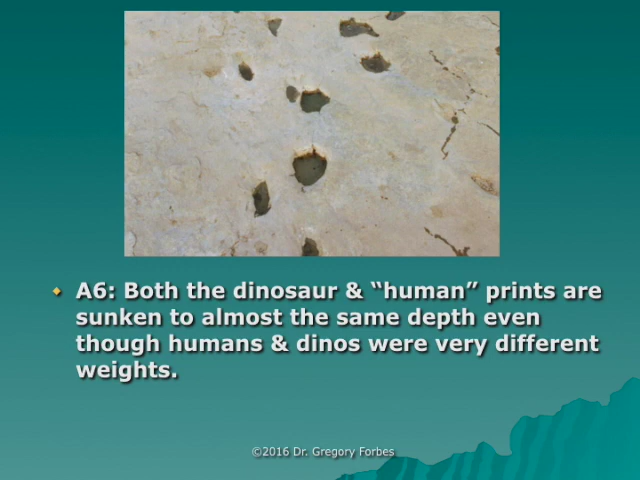 A6: Both the dinosaur & “human” prints are
sunken to almost the same depth even
though humans & dinos were very different
weights.
©2016 Dr. Gregory Forbes